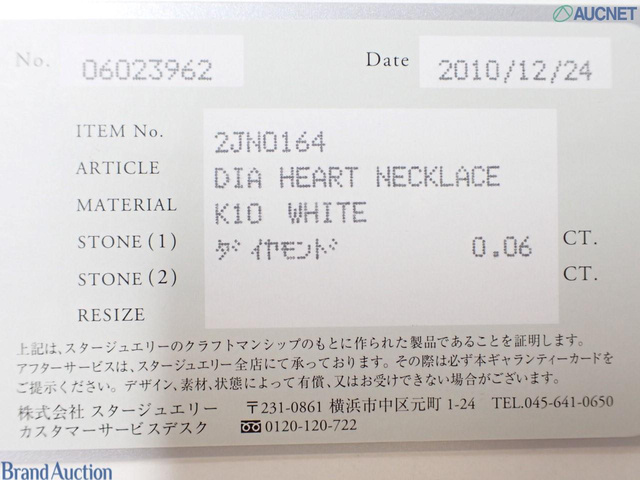 AUCNET
No. 06023962 Date 2010/12/24
ITEM No. 2JN0164
ARTICLE DIA HEART NECKLACE
MATERIAL K10 WHITE
STONE (1) ダイヤモンド 0.06 CT.
STONE (2) CT.
RESIZE
上記は、スタージュエリーのクラフトマンシップのもとに作られた製品であることを証明します。
アフターサービスは、スタージュエリー全店にて承っております。その際は必ず本ギャランティーカードを
ご提示ください。デザイン、素材、状態によって有償、又はお受けできない場合がございます。
株式会社 スタージュエリー 〒231-0861 横浜市中区元町 1-24 TEL.045-641-0650
カスタマーサービスデスク 0120-120-722
Brand Auction